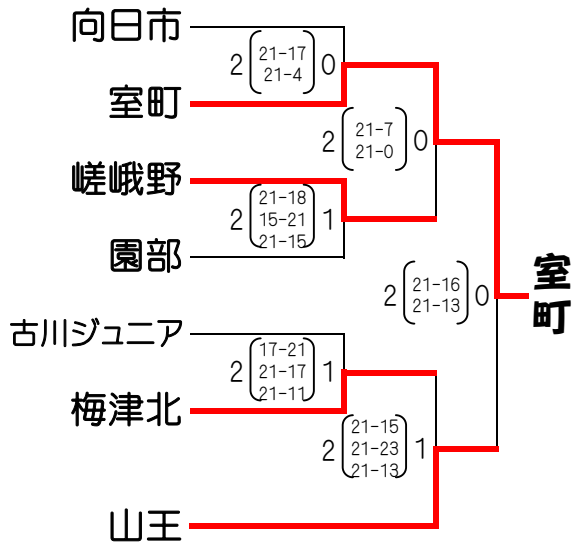 向日市
2 21-17 0
21-4
室町
2 21-7 0
21-0
嵯峨野
2 21-18 1
15-21
21-15
園部
室町
2 21-16 0
21-13
古川ジュニア
2 17-21 1
21-17
21-11
梅津北
2 21-15 1
21-23
21-13
山王